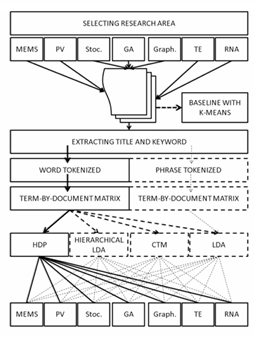 SELECTING RESEARCH AREA
MEMS PV Stoc. GA Graph. TE RNA
BASELINE WITH
K-MEANS
EXTRACTING TITLE AND KEYWORD
WORD TOKENIZED PHRASE TOKENIZED
TERM-BY-DOCUMENT MATRIX TERM-BY-DOCUMENT MATRIX
HDP HIERARCHICAL LDA CTM LDA
MEMS PV Stoc. GA Graph. TE RNA